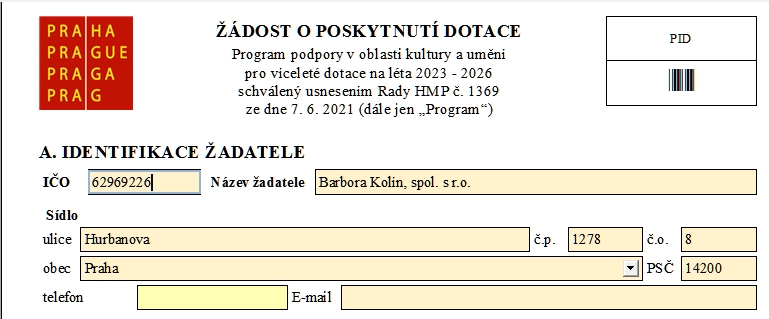 PRAHA
PRAGUE
PRAGA
PRAG
ŽÁDOST O POSKYTNUTÍ DOTACE
Program podpory v oblasti kultury a umění
pro víceleté dotace na léta 2023 - 2026
schválený usnesením Rady HMP č. 1369
ze dne 7. 6. 2021 (dále jen „Program“)
PID
A. IDENTIFIKACE ŽADATELE
IČO 62969226 Název žadatele Barbora Kolin, spol. s r.o.
Sídlo
ulice Hurbanova č.p. 1278 č.o. 8
obec Praha PSČ 14200
telefon E-mail